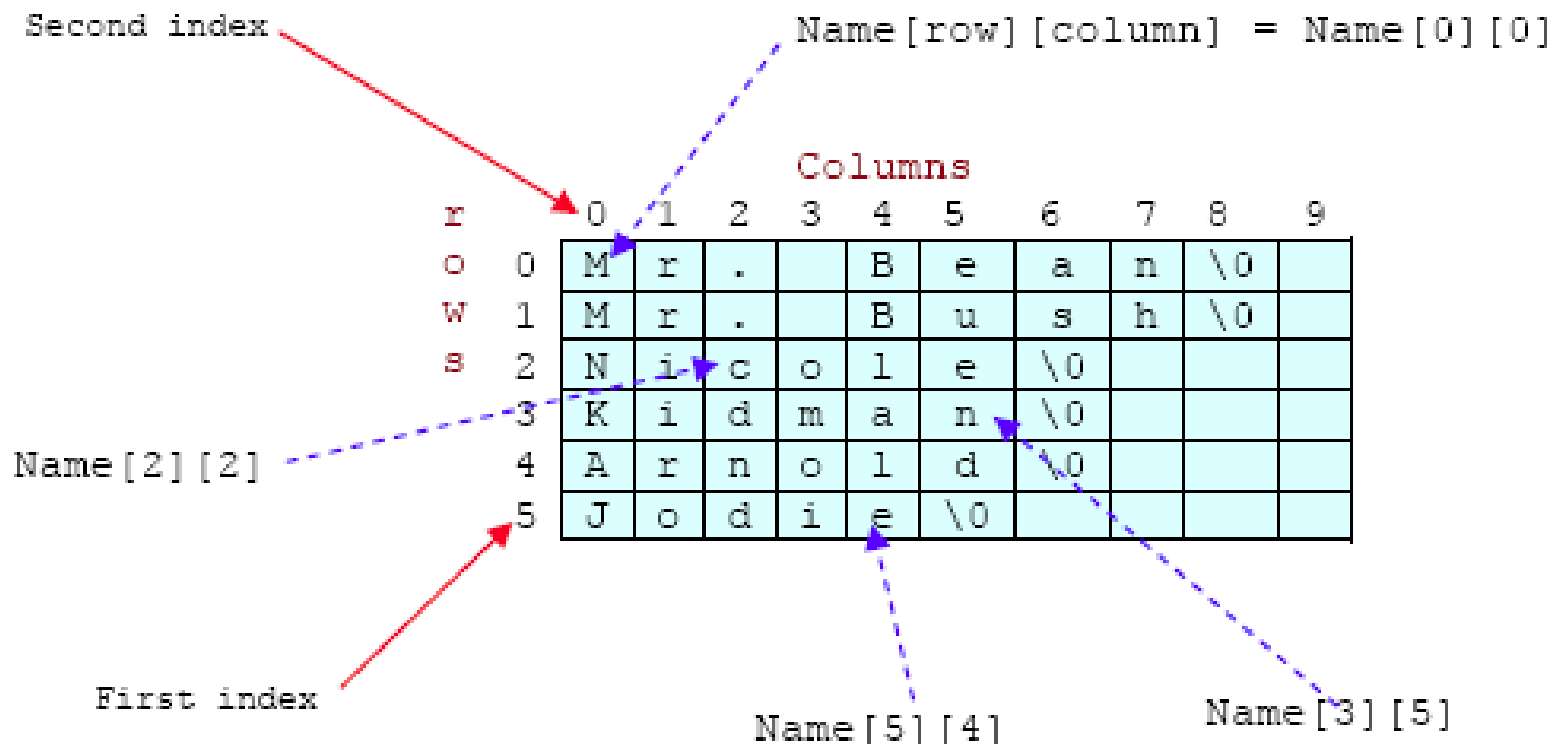 Second index
Name[row][column] = Name[0][0]
Columns
rows
0 1 2 3 4 5 6 7 8 9
0 M r . B e a n \0
1 M r . B u s h \0
2 N i c o l e \0
3 K i d m a n \0
Name[2][2]
4 A r n o l d \0
5 J o d i e \0
First index
Name[5][4]
Name[3][5]